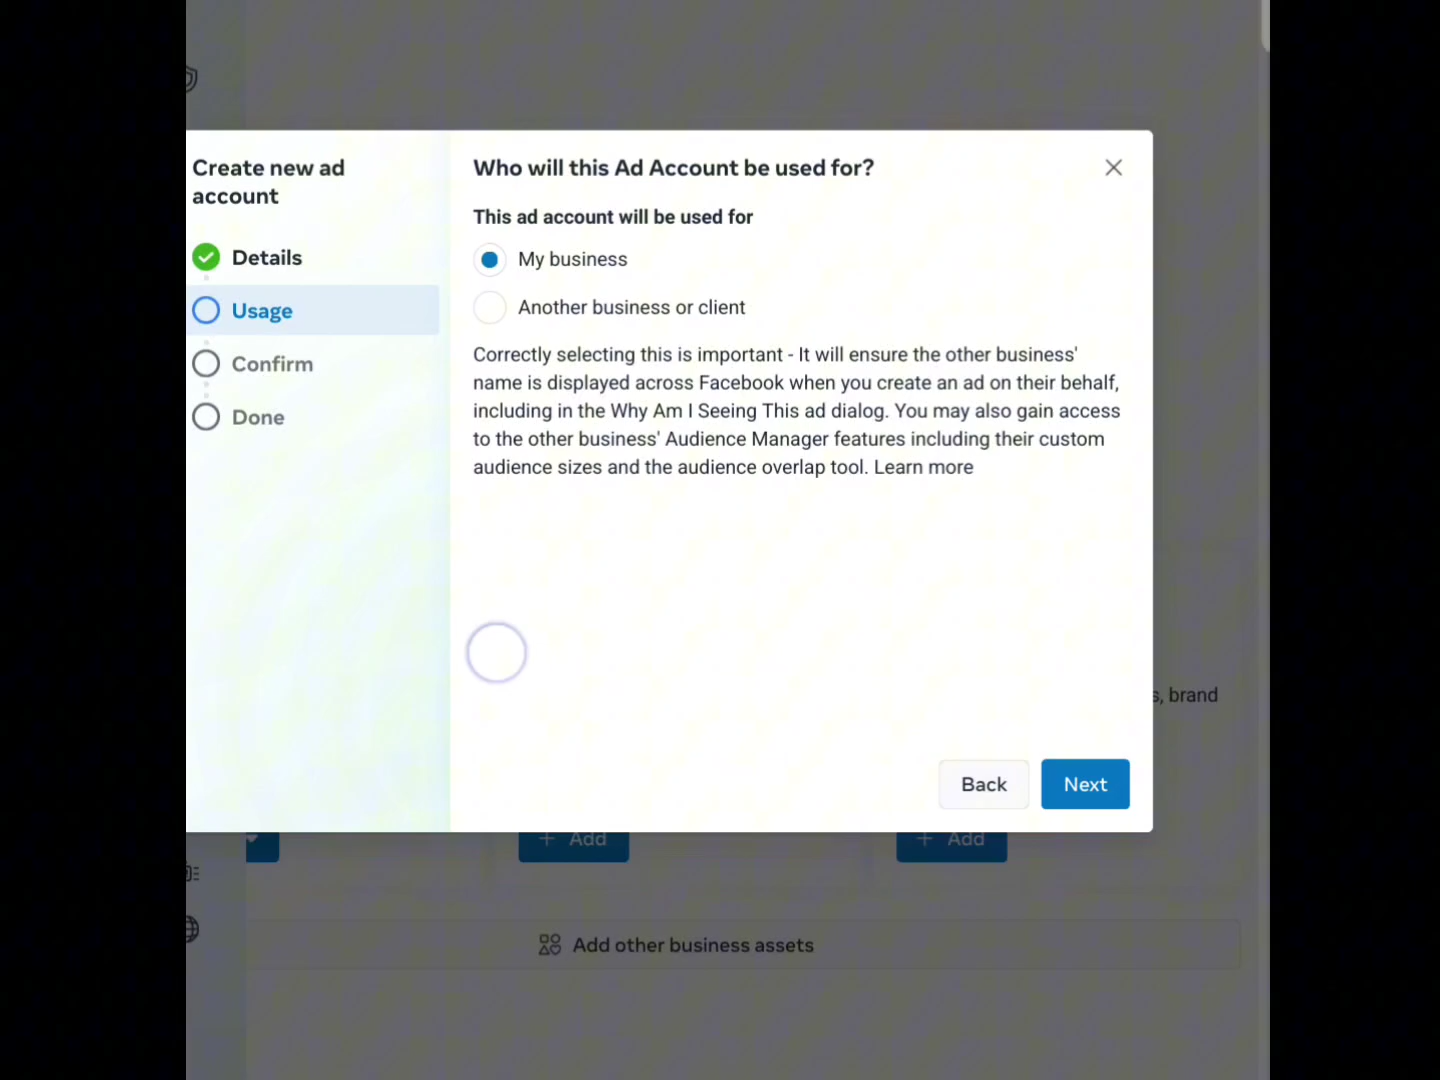 Create new ad
account
Details
Usage
Confirm
Done
Who will this Ad Account be used for?
This ad account will be used for
My business
Another business or client
Correctly selecting this is important - It will ensure the other business'
name is displayed across Facebook when you create an ad on their behalf,
including in the Why Am I Seeing This ad dialog. You may also gain access
to the other business' Audience Manager features including their custom
audience sizes and the audience overlap tool. Learn more
s, brand
Back
Next
+ Add
+ Add
Add other business assets